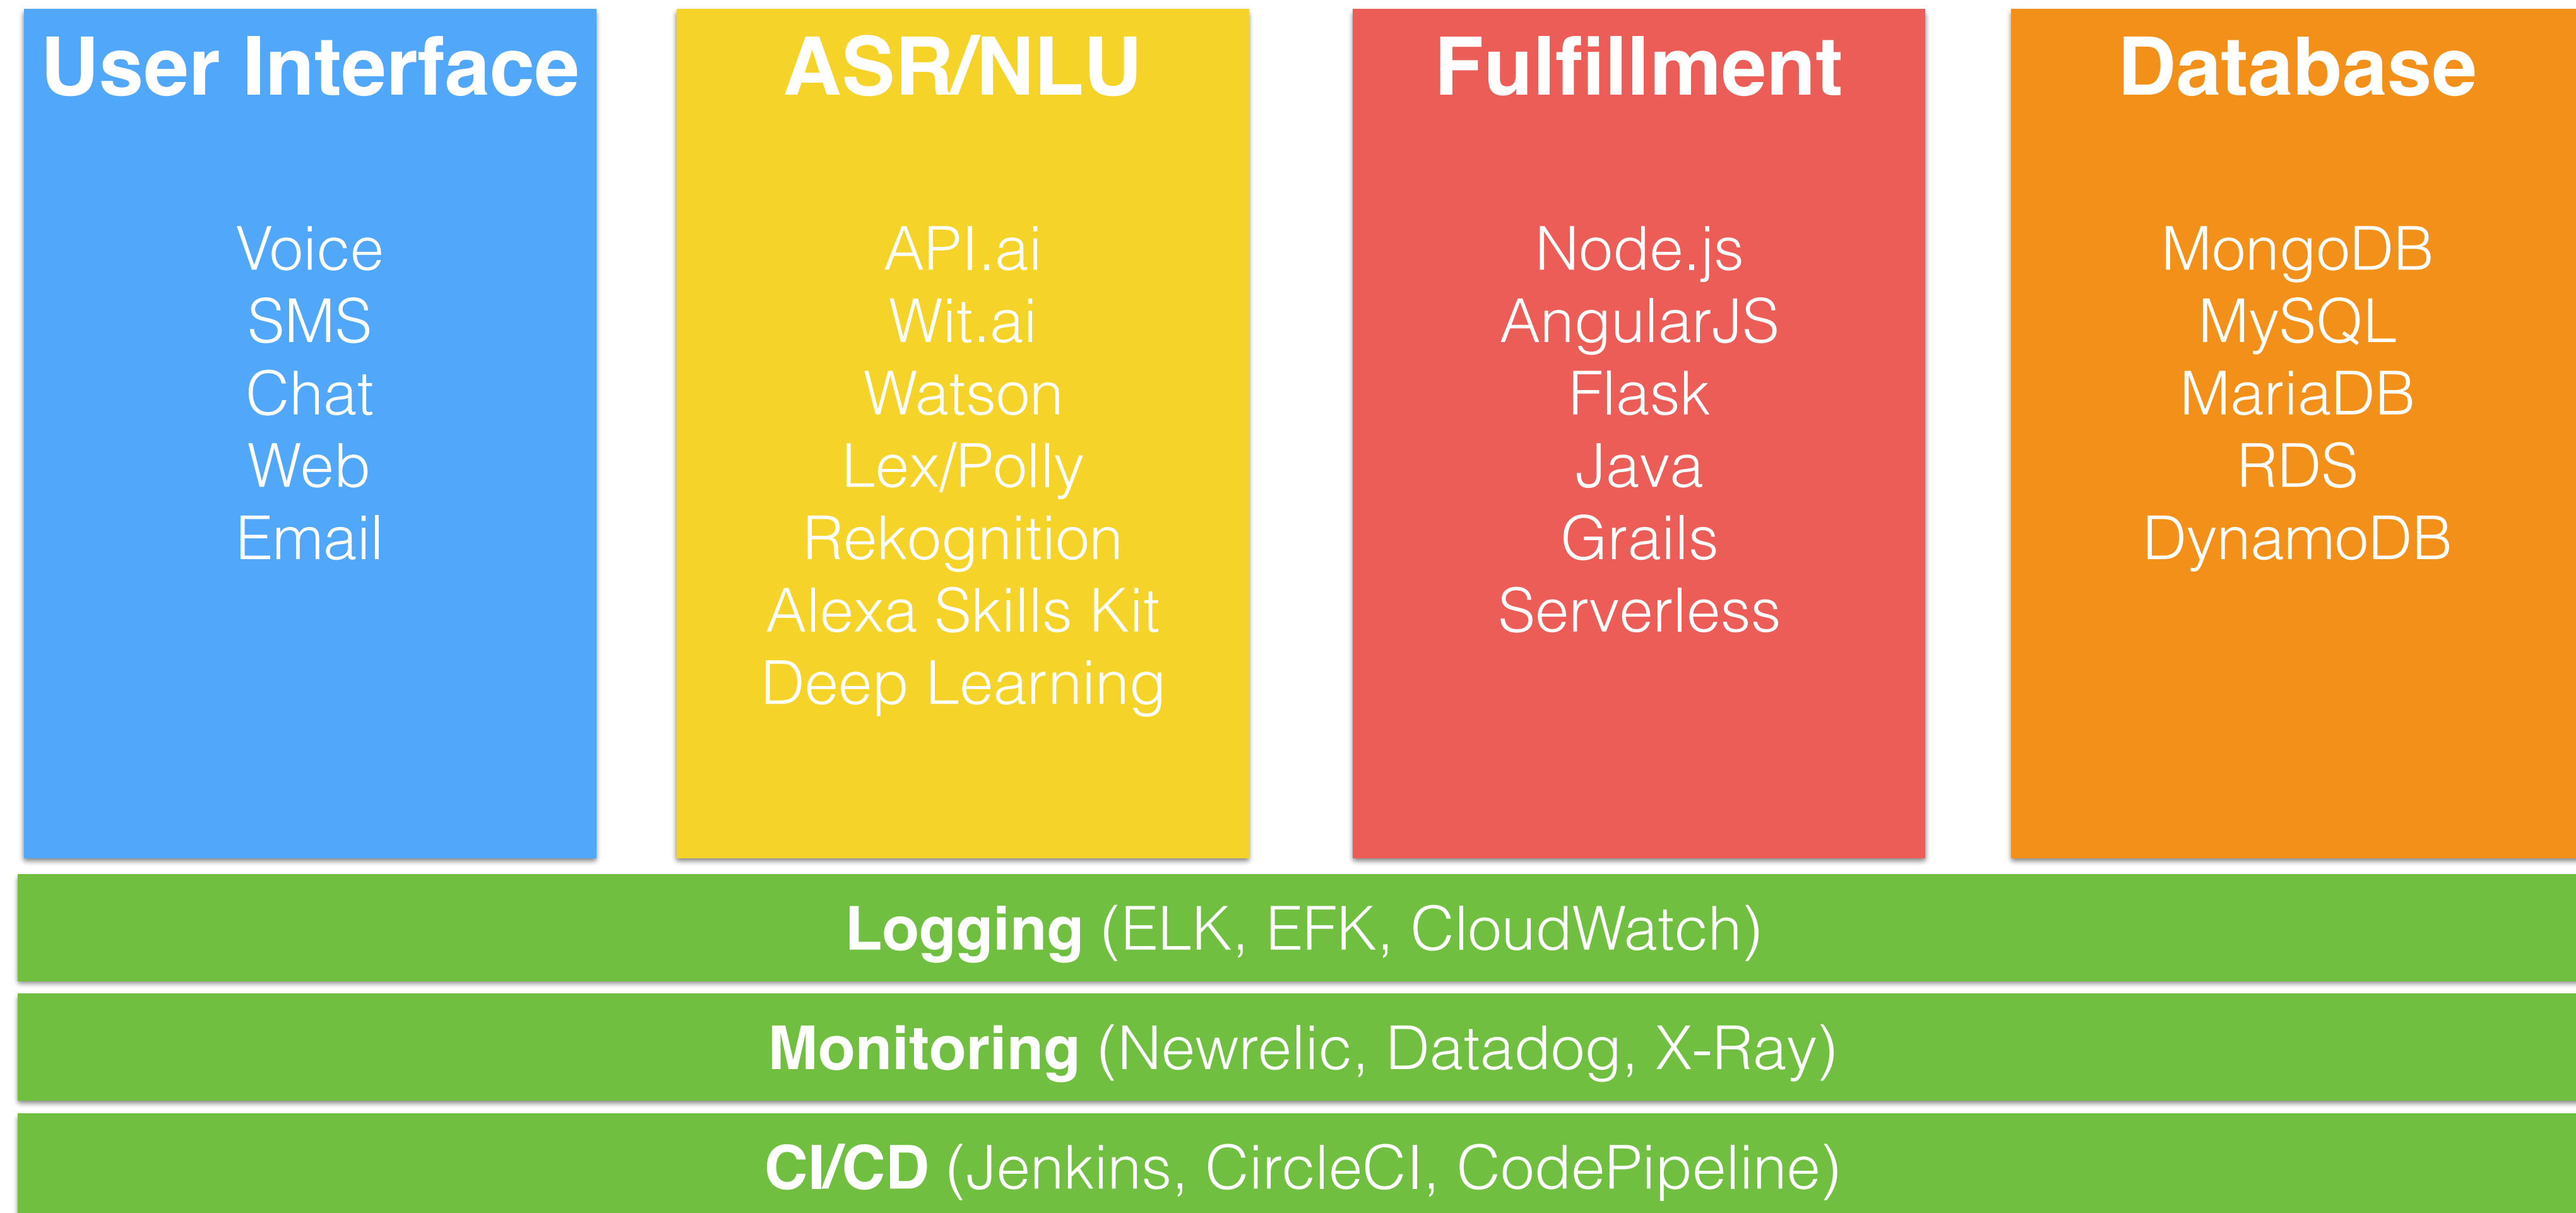 User Interface
Voice
SMS
Chat
Web
Email
ASR/NLU
API.ai
Wit.ai
Watson
Lex/Polly
Rekognition
Alexa Skills Kit
Deep Learning
Fulfillment
Node.js
AngularJS
Flask
Java
Grails
Serverless
Database
MongoDB
MySQL
MariaDB
RDS
DynamoDB
Logging (ELK, EFK, CloudWatch)
Monitoring (Newrelic, Datadog, X-Ray)
CI/CD (Jenkins, CircleCI, CodePipeline)